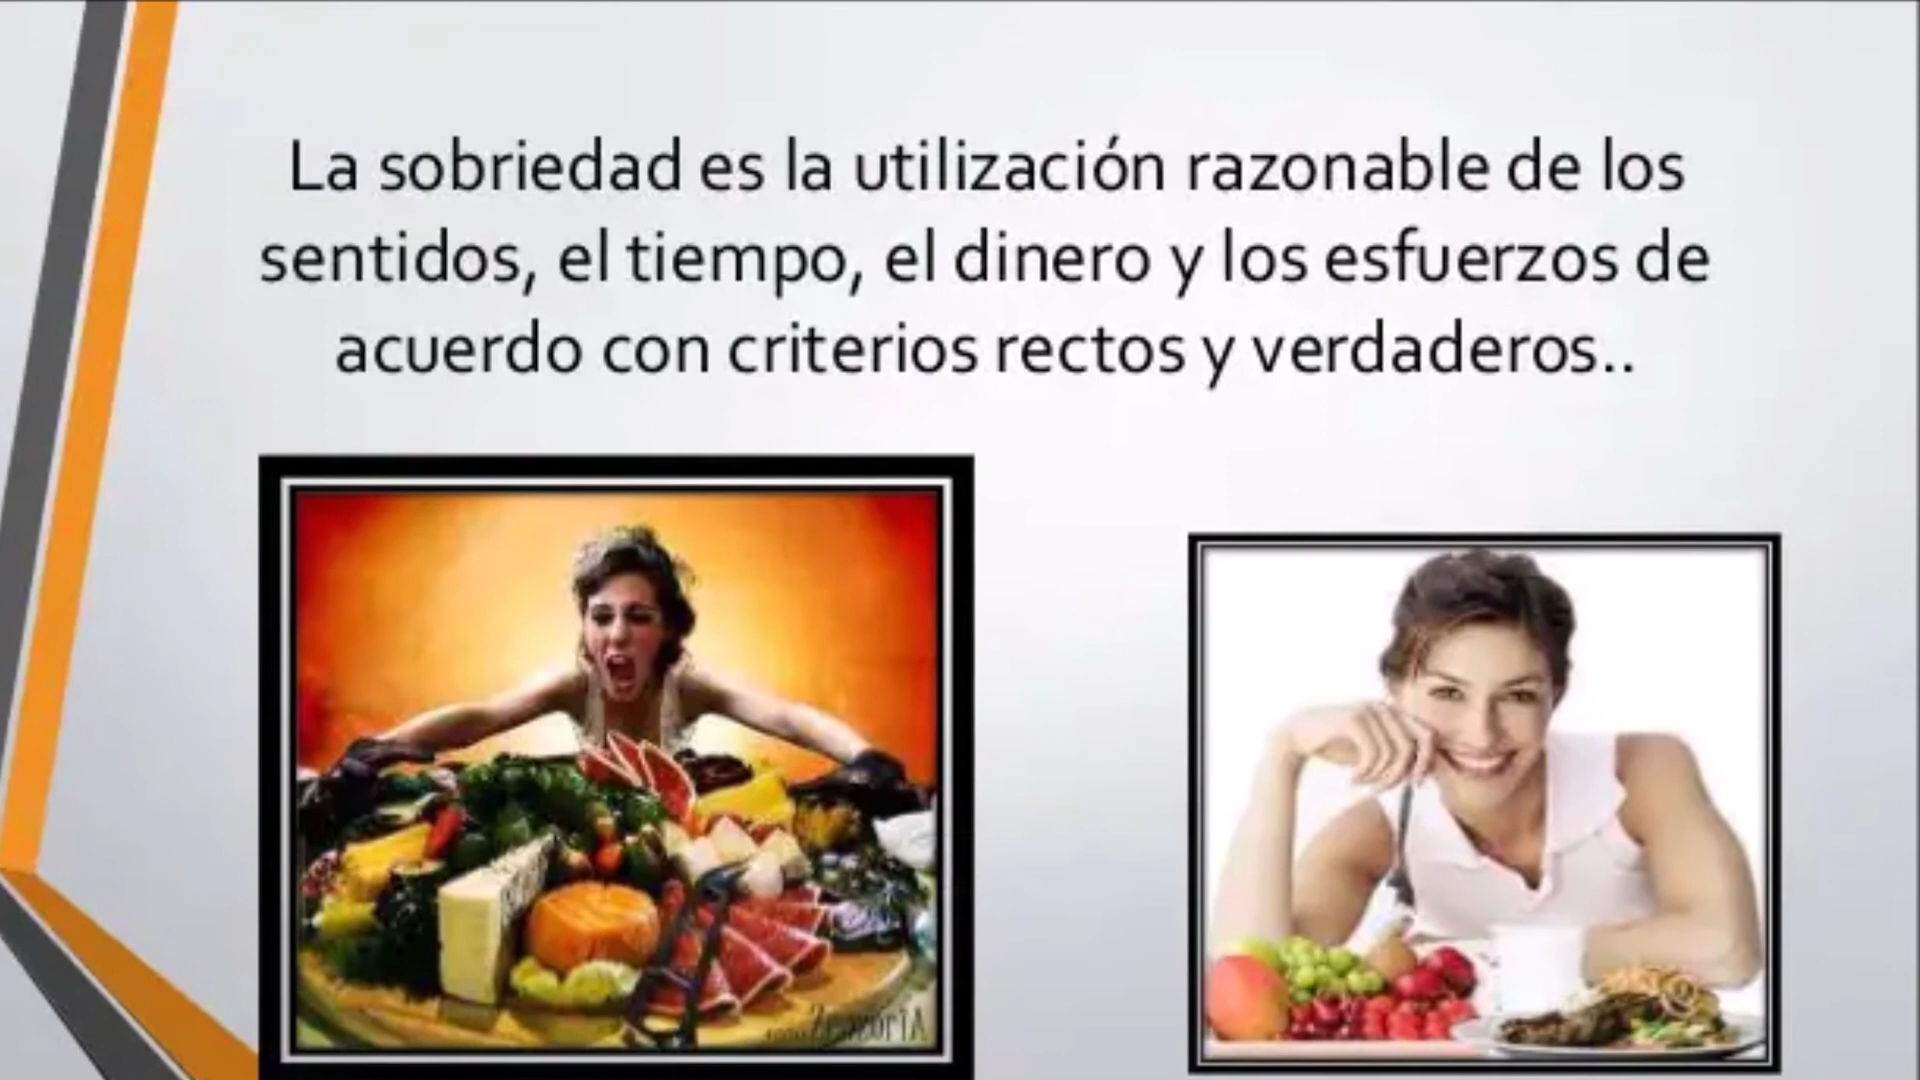 La sobriedad es la utilización razonable de los
sentidos, el tiempo, el dinero y los esfuerzos de
acuerdo con criterios rectos y verdaderos..